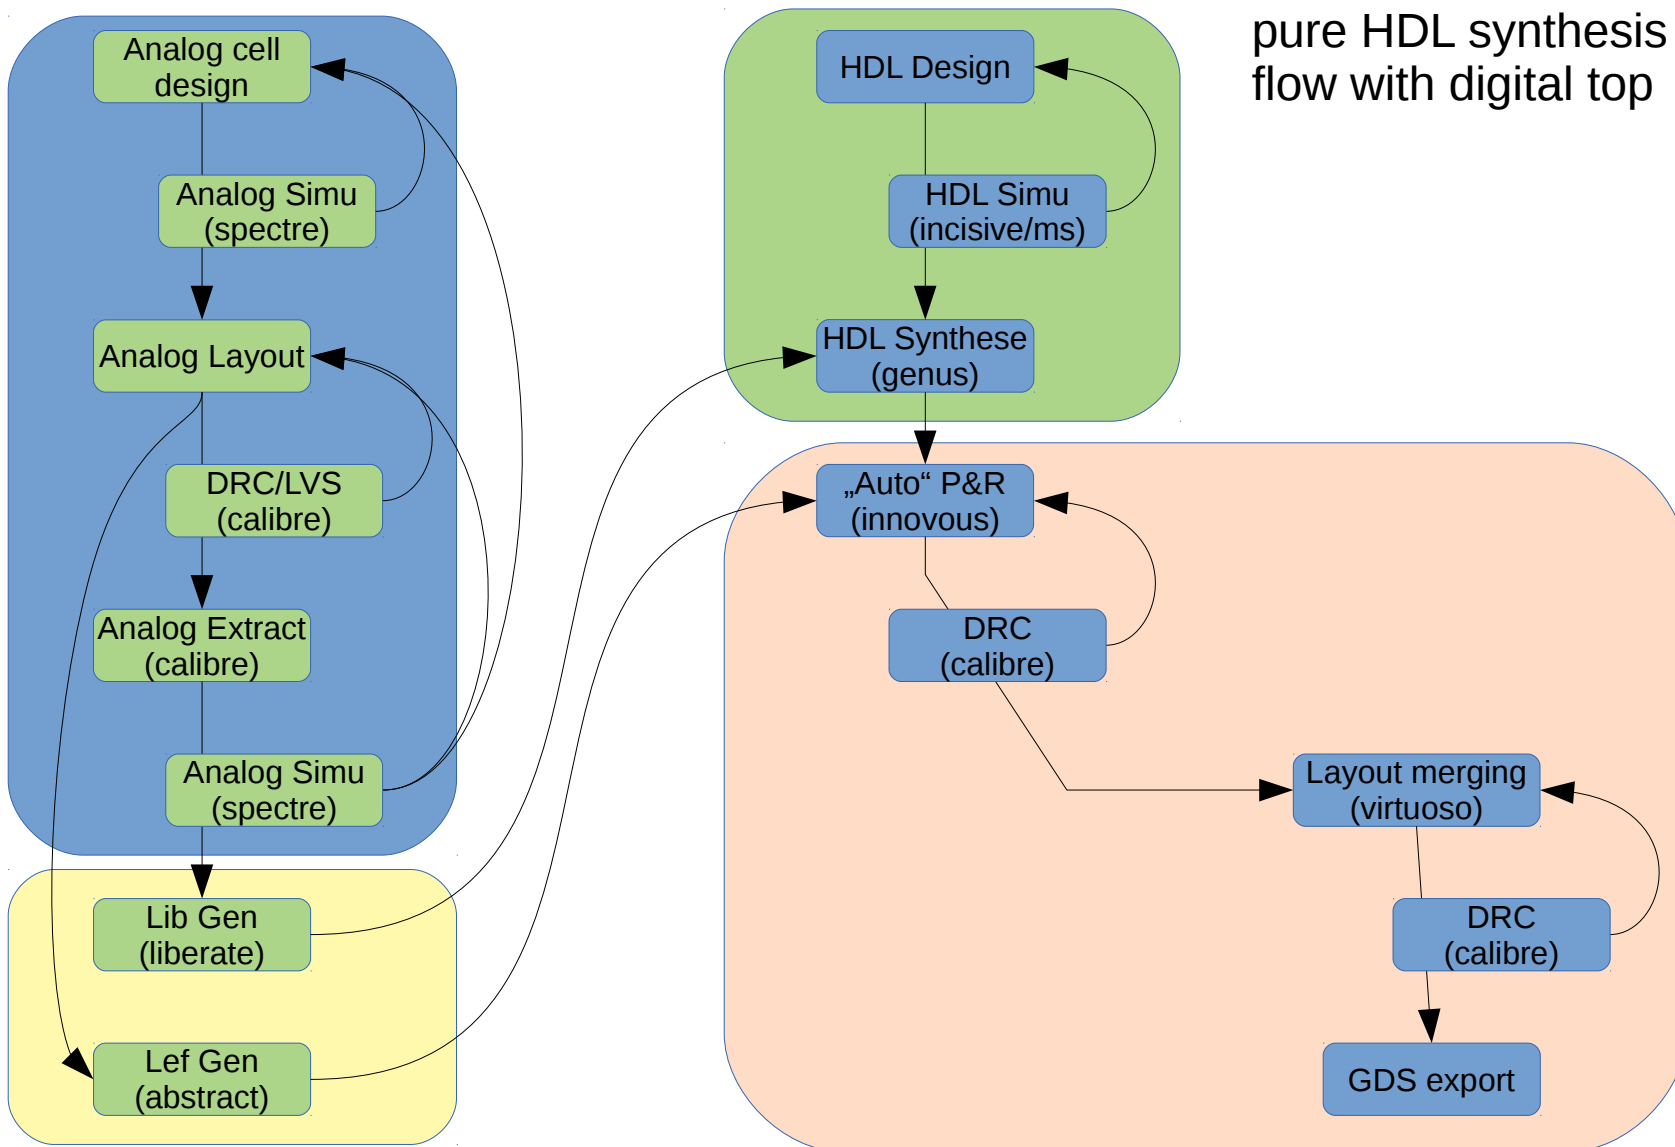 pure HDL synthesis
flow with digital top
Analog cell
design
Analog Simu
(spectre)
Analog Layout
DRC/LVS
(calibre)
Analog Extract
(calibre)
Analog Simu
(spectre)
Lib Gen
(liberate)
Lef Gen
(abstract)
HDL Design
HDL Simu
(incisive/ms)
HDL Synthese
(genus)
„Auto“ P&R
(innovous)
DRC
(calibre)
Layout merging
(virtuoso)
DRC
(calibre)
GDS export